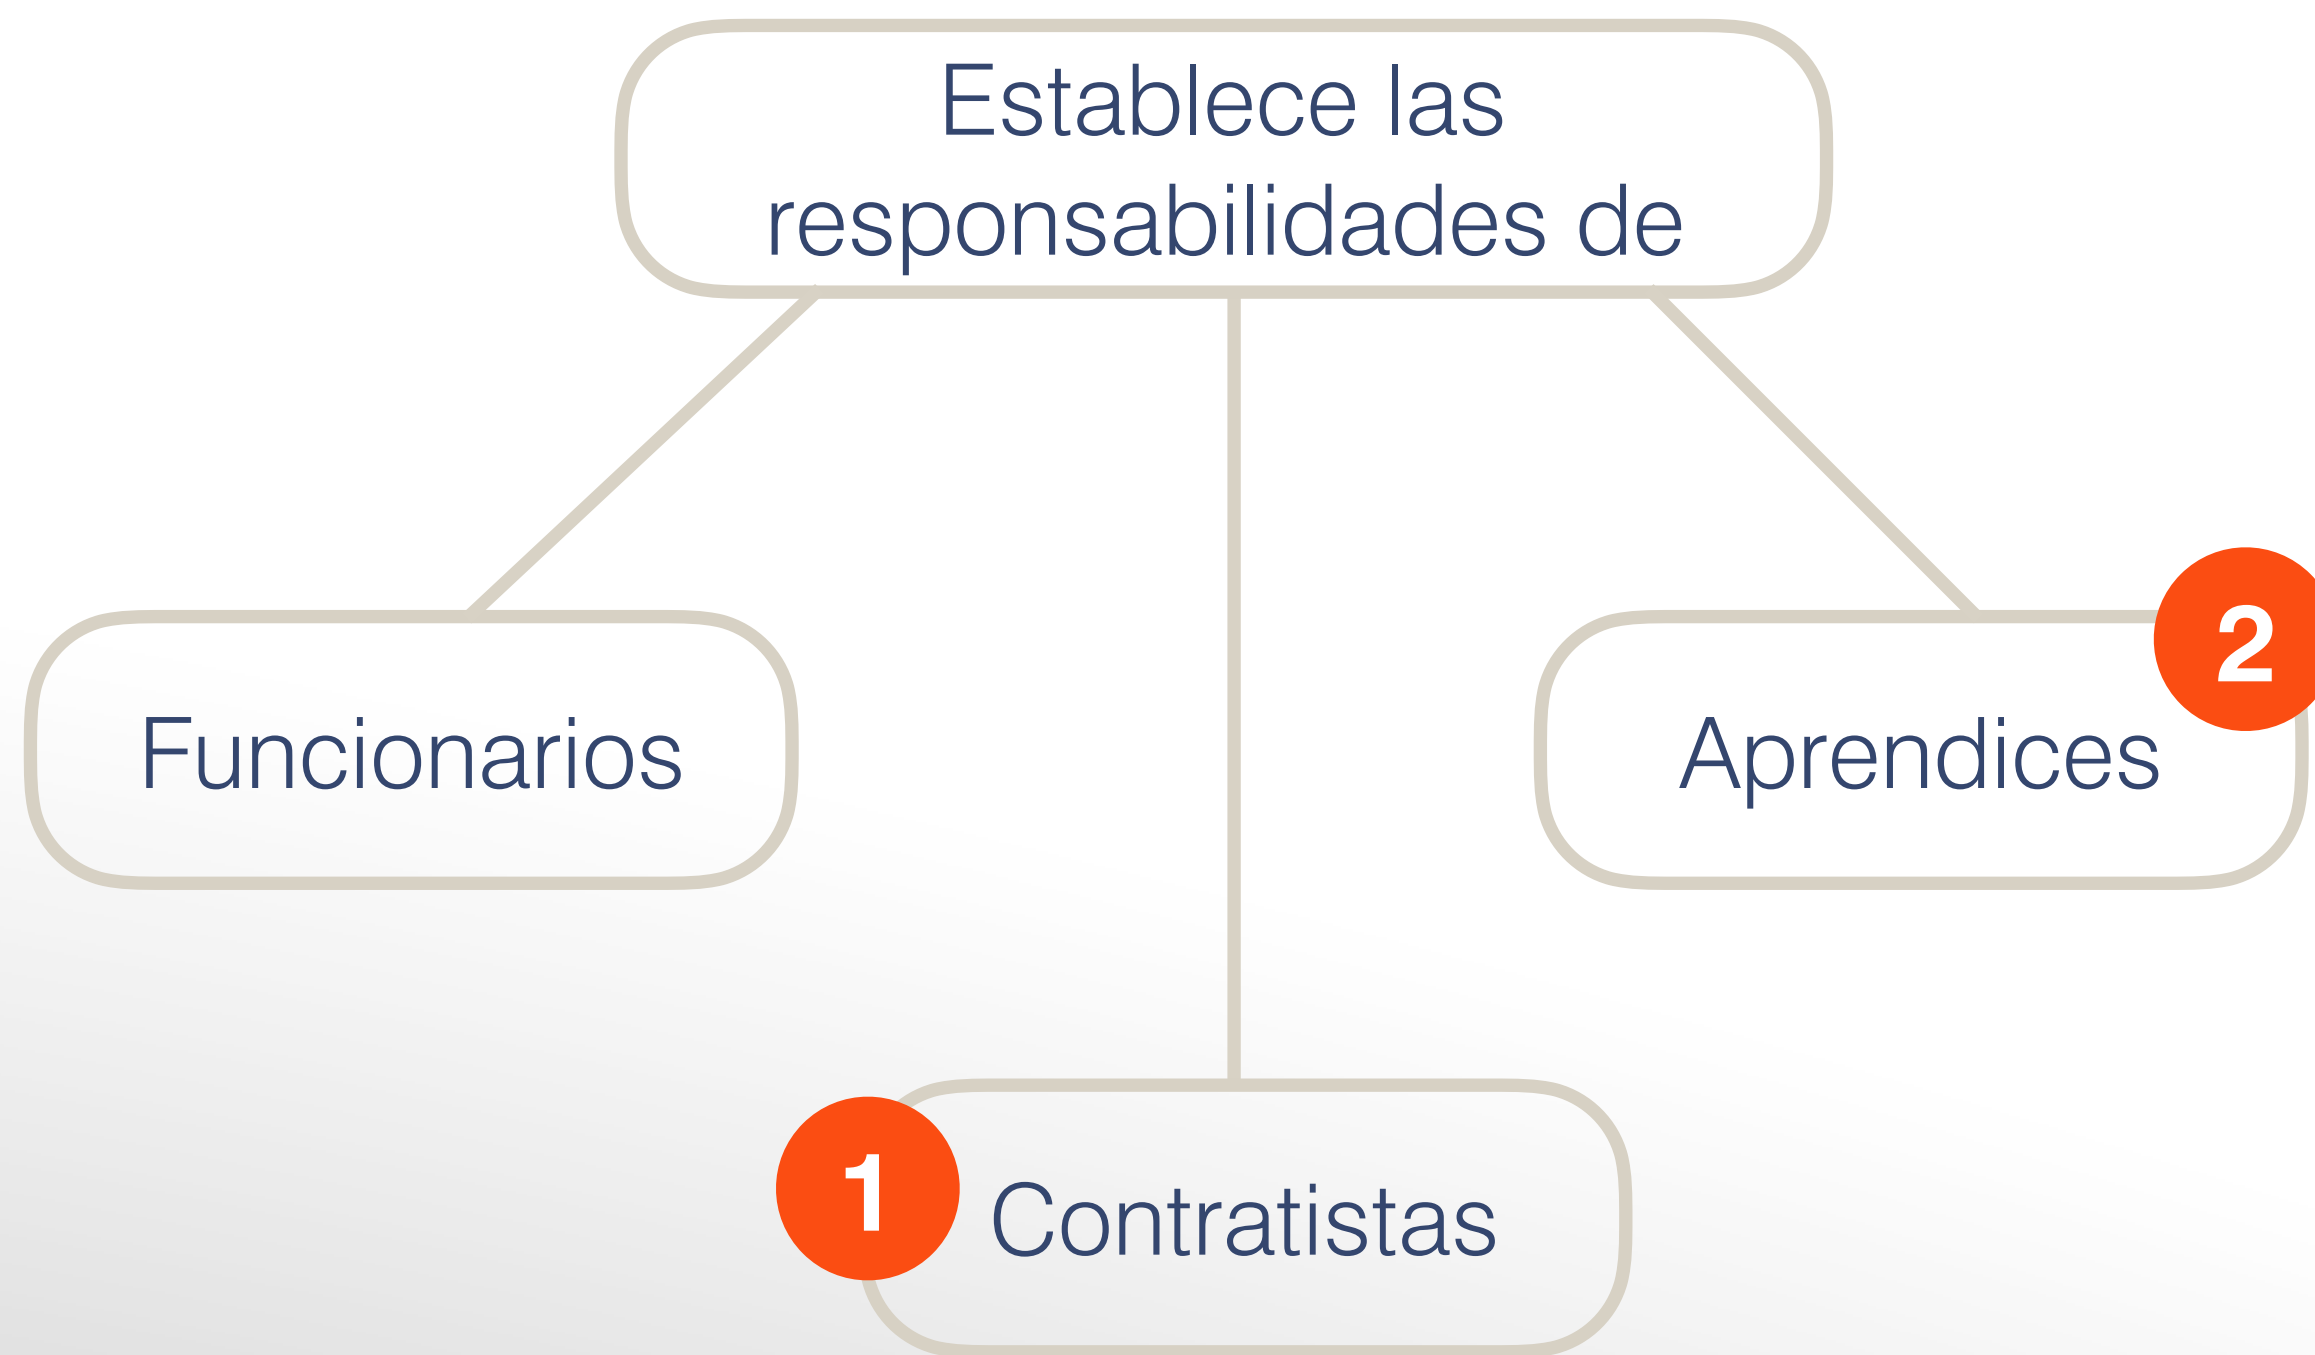 Establece las
responsabilidades de
2
Funcionarios
Aprendices
1
Contratistas